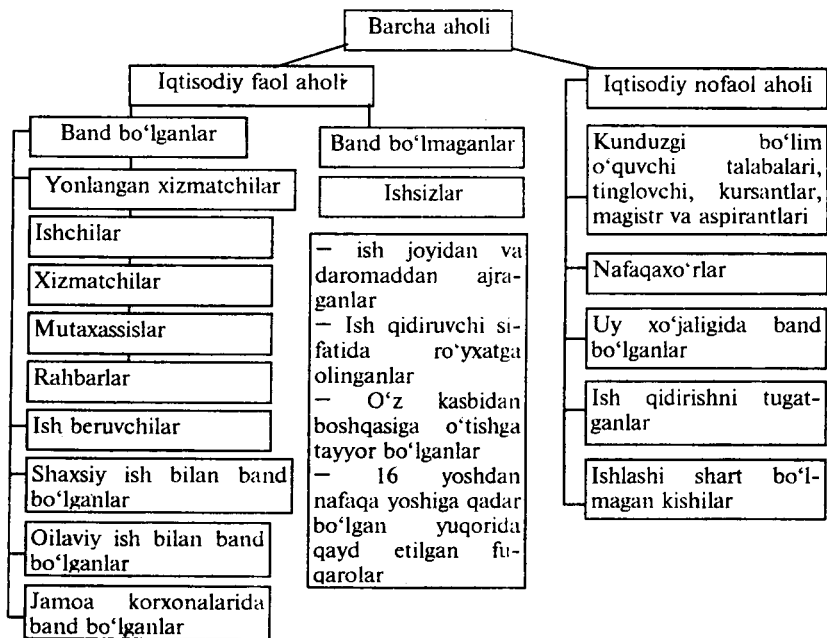 Barcha aholi
Iqtisodiy faol aholi
Band bo‘lganlar
Yonlangan xizmatchilar
Ishchilar
Xizmatchilar
Mutaxassislar
Rahbarlar
Ish beruvchilar
Shaxsiy ish bilan band
bo‘lganlar
Oilaviy ish bilan band
bo‘lganlar
Jamoa korxonalarida
band bo‘lganlar
Band bo‘lmaganlar
Ishsizlar
— ish joyidan va
daromaddan ajra-
ganlar
— Ish qidiruvchi si-
fatida ro‘yxatga
olinganlar
— O‘z kasbidan
boshqasiga o‘tishga
tayyor bo‘lganlar
— 16 yoshdan
nafaqa yoshiga qadar
bo‘lgan yuqorida
qayd etilgan fu-
qarolar
Iqtisodiy nofaol aholi
Kunduzgi bo‘lim
o‘quvchi talabalari,
tinglovchi, kursantlar,
magistr va aspirantlari
Nafaqaxo‘rlar
Uy xo‘jaligida band
bo‘lganlar
Ish qidirishni tugat-
ganlar
Ishlashi shart bo‘l-
magan kishilar